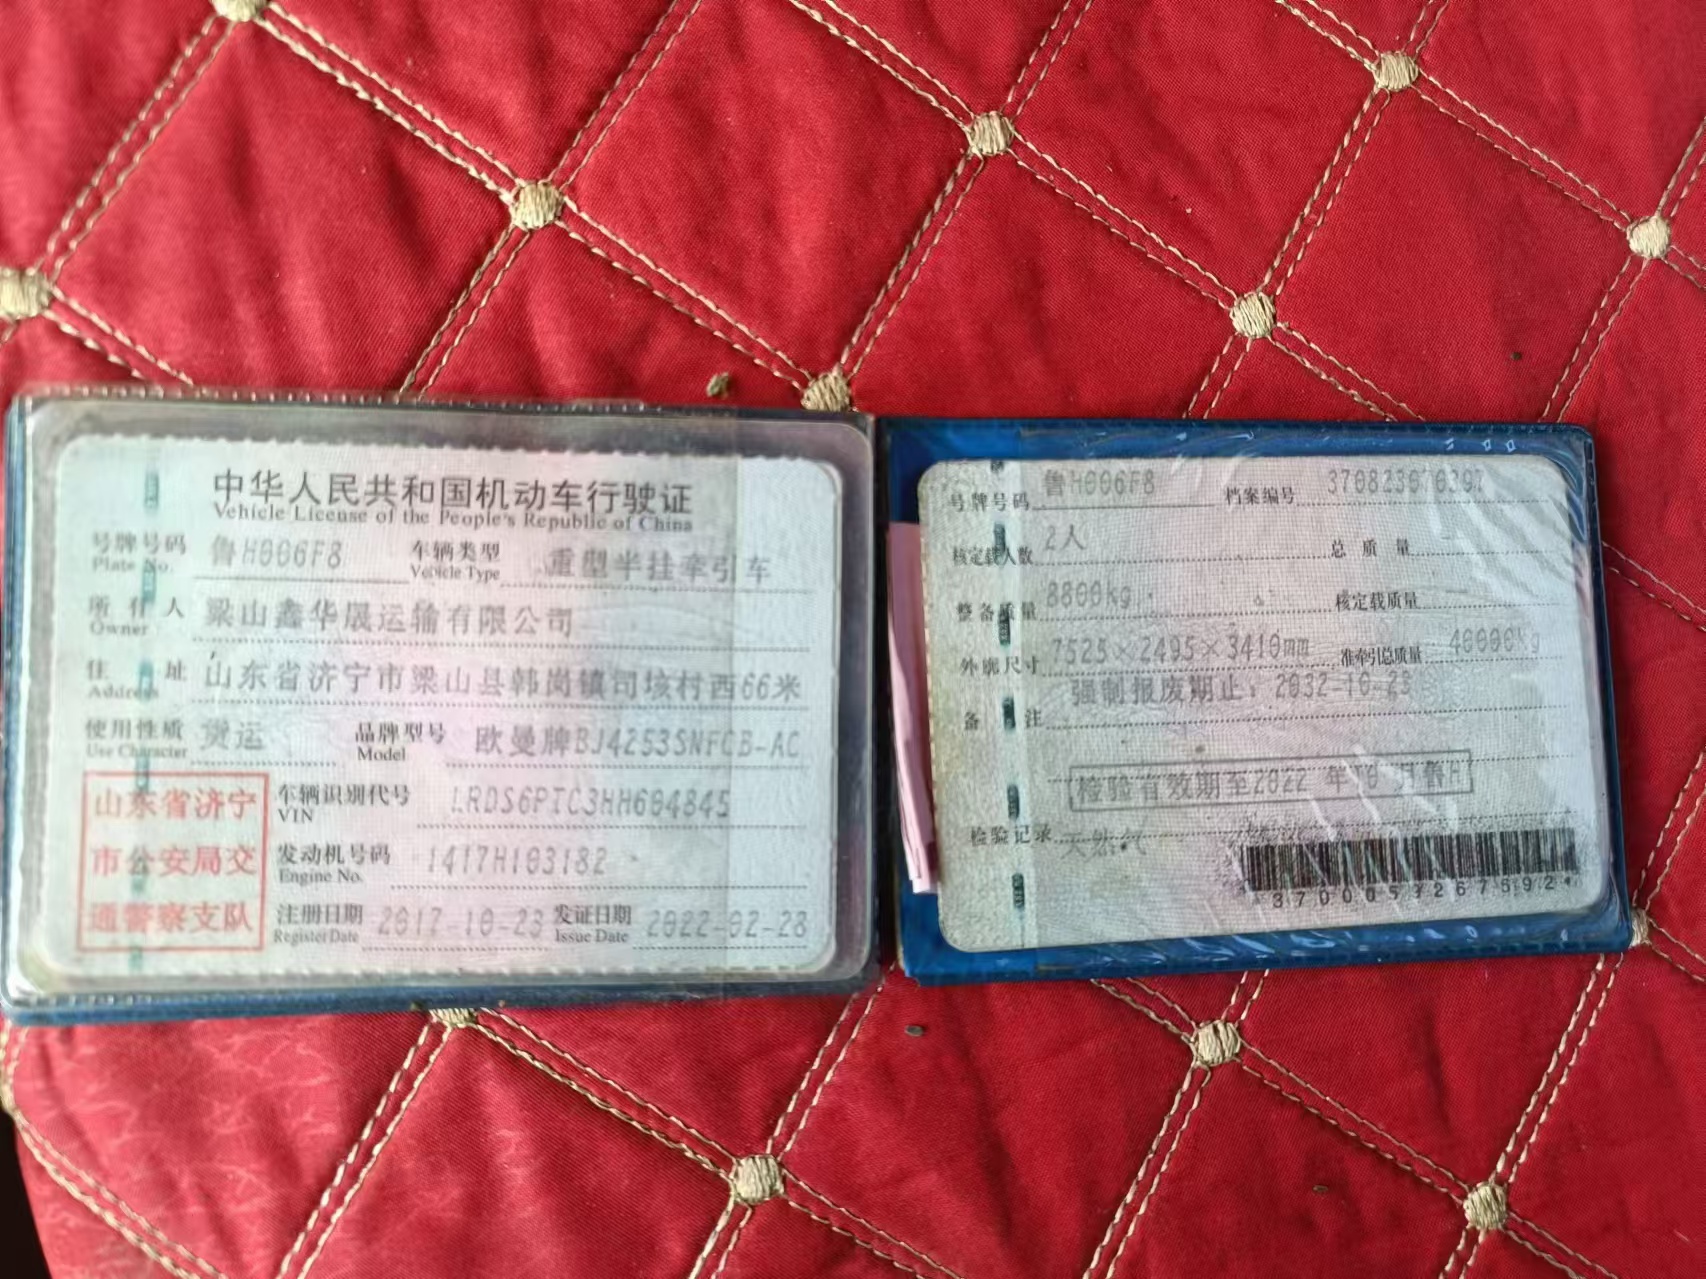 中华人民共和国机动车行驶证
Vehicle License of the People's Republic of China
号牌号码 鲁H006F8 车辆类型 重型半挂牵引车
Plate No. Vehicle Type
所有人 梁山鑫华晟运输有限公司
Owner
住址 山东省济宁市梁山县韩岗镇司垓村西66米
Address
使用性质 货运 品牌型号 欧曼牌BJ4253SNFCB-AC
Use Character Model
山东省济宁
市公安局交
通警察支队
车辆识别代号 LRDS6PTC3HH604845
VIN
发动机号码 1417H103182
Engine No.
注册日期 2017-10-23 发证日期 2022-02-28
Register Date Issue Date
号牌号码 鲁H006F8 档案编号 370823670397
核定载人数 2人 总质量 --
整备质量 8800kg 核定载质量 --
外廓尺寸 7525×2495×3410mm 准牵引总质量 40000kg
备注 强制报废期止：2032-10-23
检验有效期至2022年10月鲁H
检验记录 天然气
3700057267592